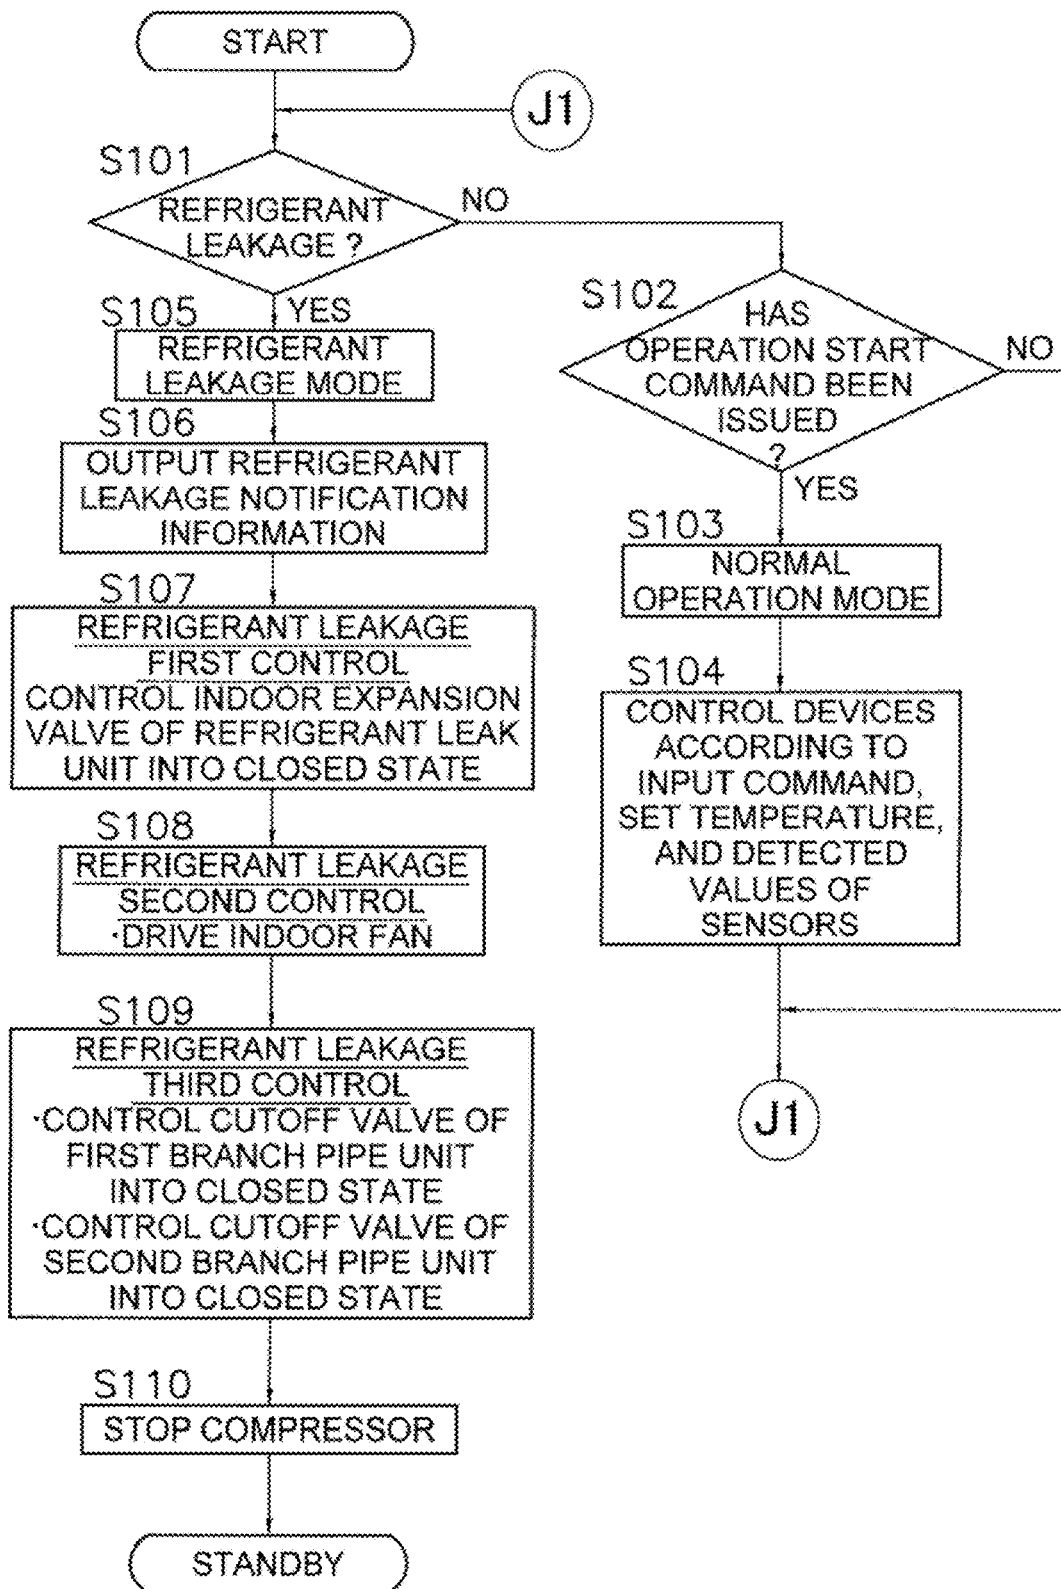 START
J1
S101
REFRIGERANT
LEAKAGE ?
NO
YES
S102
HAS
OPERATION START
COMMAND BEEN
ISSUED
?
NO
YES
S103
NORMAL
OPERATION MODE
S104
CONTROL DEVICES
ACCORDING TO
INPUT COMMAND,
SET TEMPERATURE,
AND DETECTED
VALUES OF
SENSORS
J1
S105
REFRIGERANT
LEAKAGE MODE
S106
OUTPUT REFRIGERANT
LEAKAGE NOTIFICATION
INFORMATION
S107
REFRIGERANT LEAKAGE
FIRST CONTROL
CONTROL INDOOR EXPANSION
VALVE OF REFRIGERANT LEAK
UNIT INTO CLOSED STATE
S108
REFRIGERANT LEAKAGE
SECOND CONTROL
·DRIVE INDOOR FAN
S109
REFRIGERANT LEAKAGE
THIRD CONTROL
·CONTROL CUTOFF VALVE OF
FIRST BRANCH PIPE UNIT
INTO CLOSED STATE
·CONTROL CUTOFF VALVE OF
SECOND BRANCH PIPE UNIT
INTO CLOSED STATE
S110
STOP COMPRESSOR
STANDBY